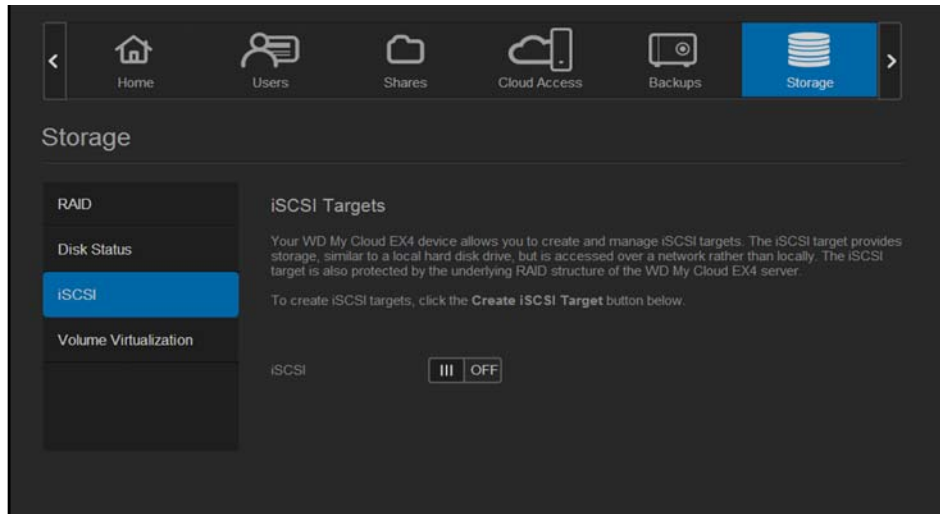 Home
Users
Shares
Cloud Access
Backups
Storage
Storage
RAID
Disk Status
iSCSI
Volume Virtualization
iSCSI Targets
Your WD My Cloud EX4 device allows you to create and manage iSCSI targets. The iSCSI target provides
storage, similar to a local hard disk drive, but is accessed over a network rather than locally. The iSCSI
target is also protected by the underlying RAID structure of the WD My Cloud EX4 server.
To create iSCSI targets, click the Create iSCSI Target button below.
iSCSI
OFF